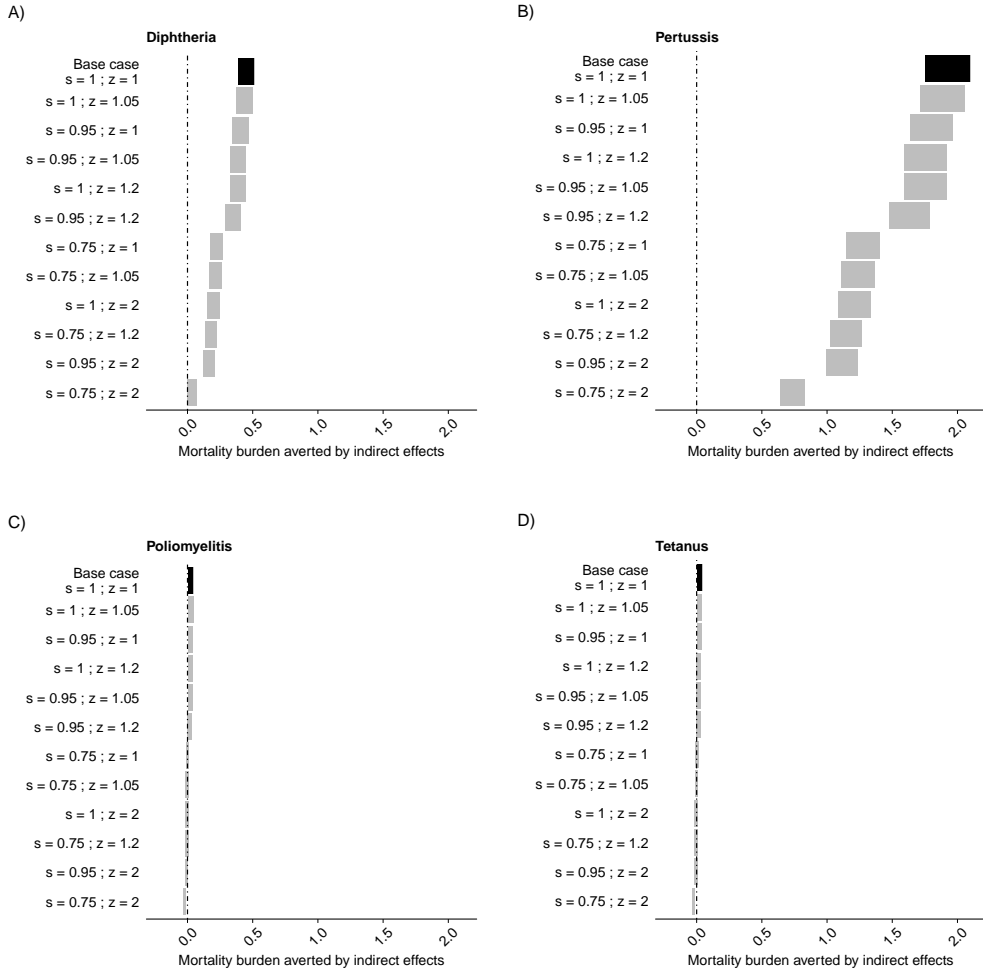 A)
Diphtheria
Base case
s = 1 ; z = 1
s = 1 ; z = 1.05
s = 0.95 ; z = 1
s = 0.95 ; z = 1.05
s = 1 ; z = 1.2
s = 0.95 ; z = 1.2
s = 0.75 ; z = 1
s = 0.75 ; z = 1.05
s = 1 ; z = 2
s = 0.75 ; z = 1.2
s = 0.95 ; z = 2
s = 0.75 ; z = 2
0.0 0.5 1.0 1.5 2.0
Mortality burden averted by indirect effects
B)
Pertussis
Base case
s = 1 ; z = 1
s = 1 ; z = 1.05
s = 0.95 ; z = 1
s = 1 ; z = 1.2
s = 0.95 ; z = 1.05
s = 0.95 ; z = 1.2
s = 0.75 ; z = 1
s = 0.75 ; z = 1.05
s = 1 ; z = 2
s = 0.75 ; z = 1.2
s = 0.95 ; z = 2
s = 0.75 ; z = 2
0.0 0.5 1.0 1.5 2.0
Mortality burden averted by indirect effects
C)
Poliomyelitis
Base case
s = 1 ; z = 1
s = 1 ; z = 1.05
s = 0.95 ; z = 1
s = 1 ; z = 1.2
s = 0.95 ; z = 1.05
s = 0.95 ; z = 1.2
s = 0.75 ; z = 1
s = 0.75 ; z = 1.05
s = 1 ; z = 2
s = 0.75 ; z = 1.2
s = 0.95 ; z = 2
s = 0.75 ; z = 2
0.0 0.5 1.0 1.5 2.0
Mortality burden averted by indirect effects
D)
Tetanus
Base case
s = 1 ; z = 1
s = 1 ; z = 1.05
s = 0.95 ; z = 1
s = 1 ; z = 1.2
s = 0.95 ; z = 1.05
s = 0.95 ; z = 1.2
s = 0.75 ; z = 1
s = 0.75 ; z = 1.05
s = 1 ; z = 2
s = 0.75 ; z = 1.2
s = 0.95 ; z = 2
s = 0.75 ; z = 2
0.0 0.5 1.0 1.5 2.0
Mortality burden averted by indirect effects